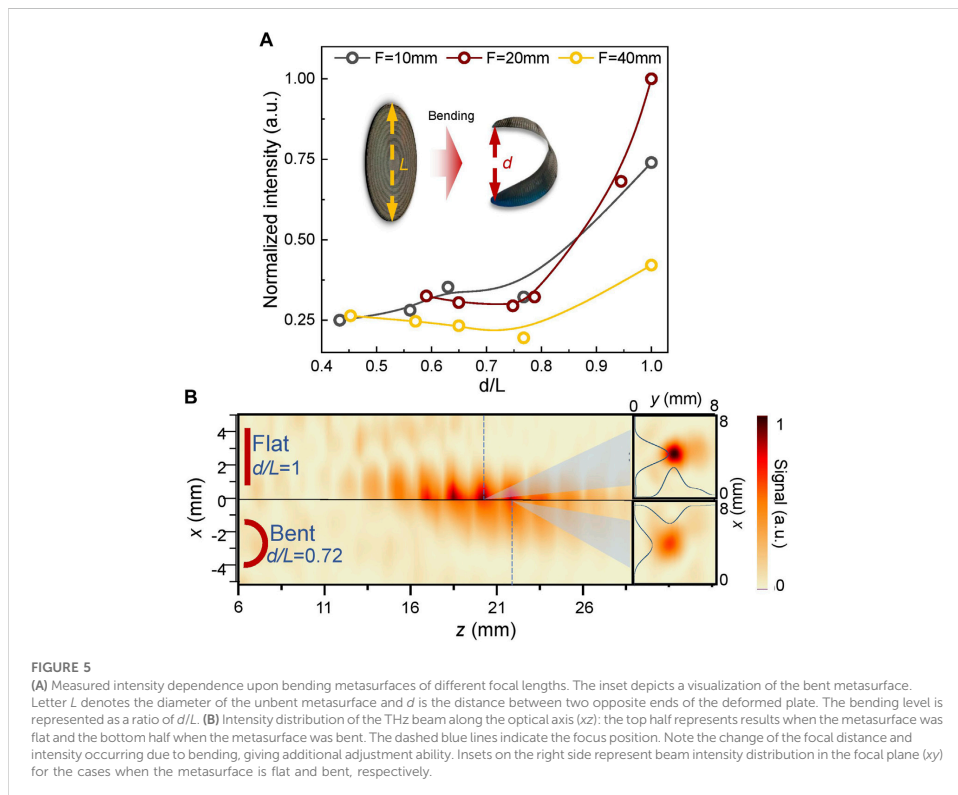 A
F=10mm F=20mm F=40mm
Normalized intensity (a.u.)
1.00
0.75
0.50
0.25
L
Bending
d
0.4 0.5 0.6 0.7 0.8 0.9 1.0
d/L
B
x (mm)
4
2
0
-2
-4
Flat
d/L=1
Bent
d/L=0.72
6 11 16 21 26
z (mm)
y (mm)
0 8
8
0
x (mm)
8
0
1
Signal (a.u.)
0
FIGURE 5
(A) Measured intensity dependence upon bending metasurfaces of different focal lengths. The inset depicts a visualization of the bent metasurface.
Letter L denotes the diameter of the unbent metasurface and d is the distance between two opposite ends of the deformed plate. The bending level is
represented as a ratio of d/L. (B) Intensity distribution of the THz beam along the optical axis (xz): the top half represents results when the metasurface was
flat and the bottom half when the metasurface was bent. The dashed blue lines indicate the focus position. Note the change of the focal distance and
intensity occurring due to bending, giving additional adjustment ability. Insets on the right side represent beam intensity distribution in the focal plane (xy)
for the cases when the metasurface is flat and bent, respectively.